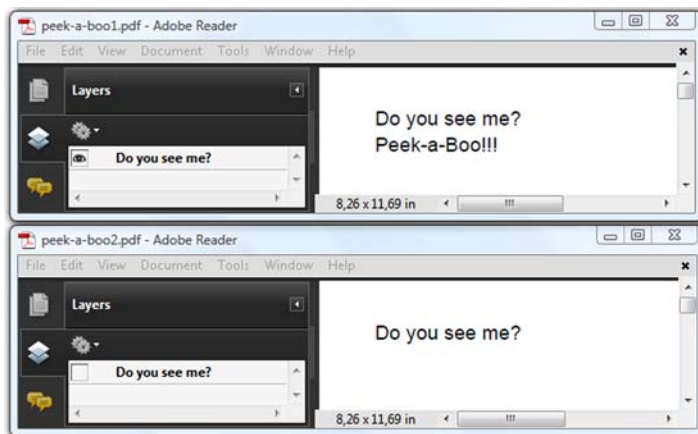 peek-a-boo1.pdf - Adobe Reader
File Edit View Document Tools Window Help
Layers
Do you see me?
Do you see me?
Peek-a-Boo!!!
8,26 x 11,69 in
peek-a-boo2.pdf - Adobe Reader
File Edit View Document Tools Window Help
Layers
Do you see me?
Do you see me?
8,26 x 11,69 in